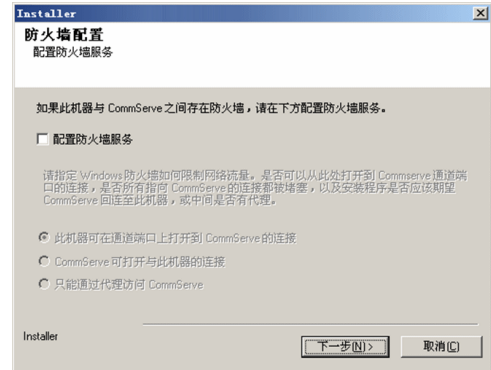 Installer
防火墙配置
配置防火墙服务
如果此机器与 CommServe 之间存在防火墙，请在下方配置防火墙服务。
配置防火墙服务
请指定 Windows 防火墙如何限制网络流量。是否可以从此处打开到 Commserve 通道端
口的连接，是否所有指向 CommServe 的连接都被堵塞，以及安装程序是否应该期望
CommServe 回连至此机器，或中间是否有代理。
此机器可在通道端口上打开到 CommServe 的连接
CommServe 可打开与此机器的连接
只能通过代理访问 CommServe
Installer
下一步(N) >
取消(C)